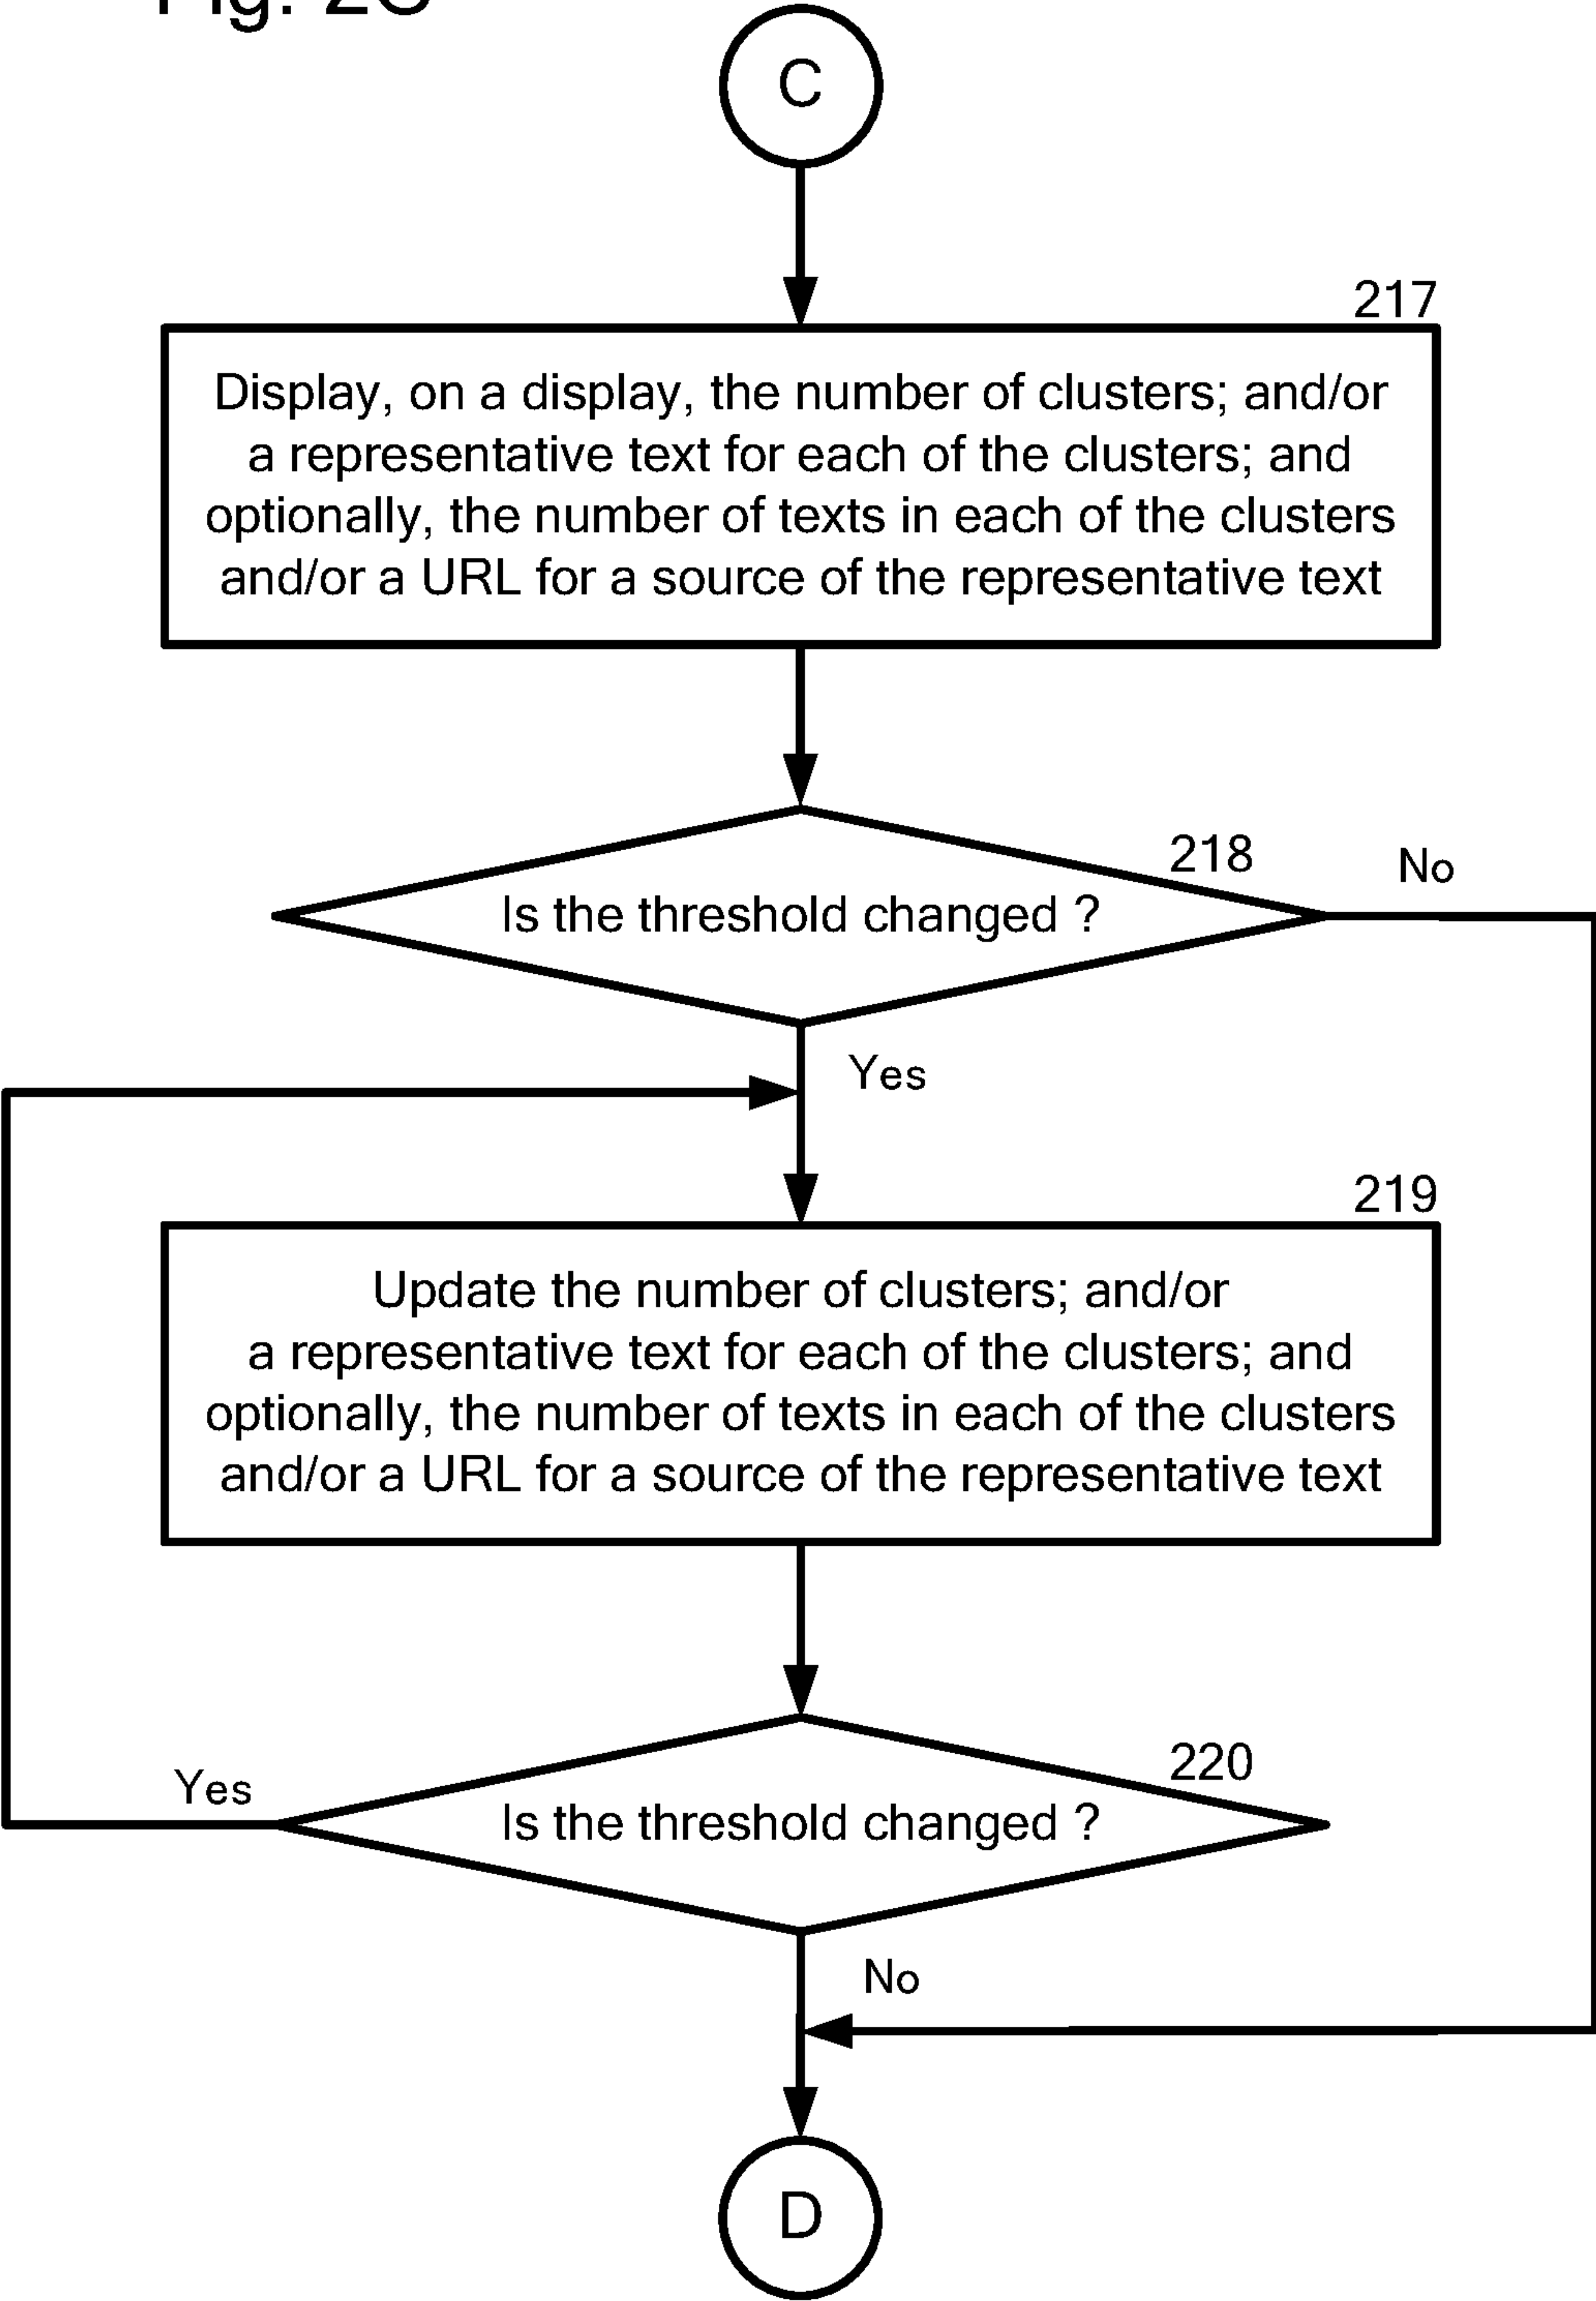 Fig. 2C
C
217
Display, on a display, the number of clusters; and/or
a representative text for each of the clusters; and
optionally, the number of texts in each of the clusters
and/or a URL for a source of the representative text
218
No
Is the threshold changed ?
Yes
219
Update the number of clusters; and/or
a representative text for each of the clusters; and
optionally, the number of texts in each of the clusters
and/or a URL for a source of the representative text
220
Yes
Is the threshold changed ?
No
D